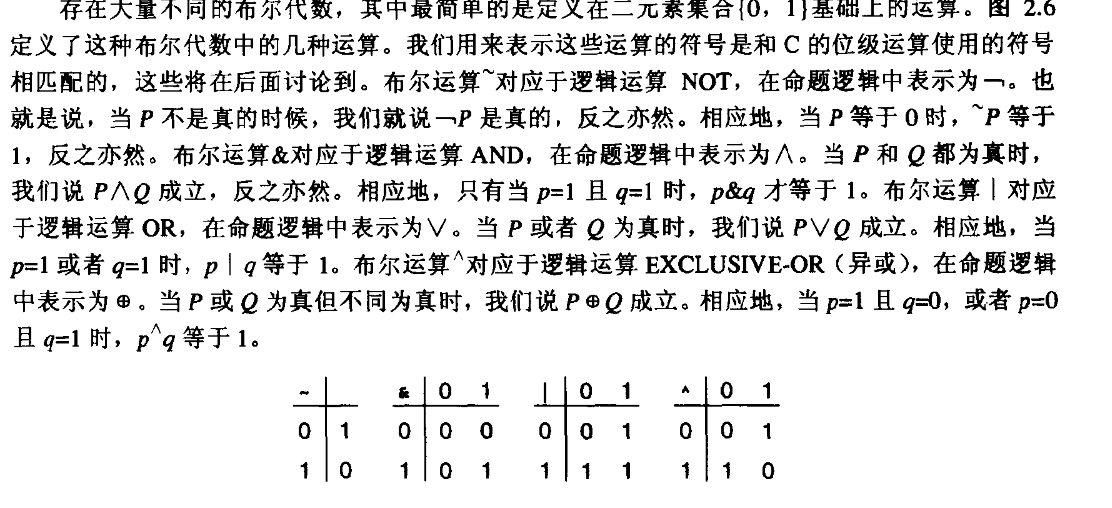 存在大量不同的布尔代数，其中最简单的是定义在二元素集合{0，1}基础上的运算。图 2.6
定义了这种布尔代数中的几种运算。我们用来表示这些运算的符号是和 C 的位级运算使用的符号
相匹配的，这些将在后面讨论到。布尔运算~对应于逻辑运算 NOT，在命题逻辑中表示为¬。也
就是说，当 P 不是真的时候，我们就说¬P 是真的，反之亦然。相应地，当 P 等于 0 时，~P 等于
1，反之亦然。布尔运算&对应于逻辑运算 AND，在命题逻辑中表示为∧。当 P 和 Q 都为真时，
我们说 P∧Q 成立，反之亦然。相应地，只有当 p=1 且 q=1 时，p&q 才等于 1。布尔运算 | 对应
于逻辑运算 OR，在命题逻辑中表示为∨。当 P 或者 Q 为真时，我们说 P∨Q 成立。相应地，当
p=1 或者 q=1 时，p | q 等于 1。布尔运算^对应于逻辑运算 EXCLUSIVE-OR（异或），在命题逻辑
中表示为 ⊕ 。当 P 或 Q 为真但不同为真时，我们说 P⊕Q 成立。相应地，当 p=1 且 q=0，或者 p=0
且 q=1 时，p^q 等于 1。
~ & 0 1 | 0 1 ^ 0 1
0 1 0 0 0 0 0 1 0 0 1
1 0 1 0 1 1 1 1 1 1 0